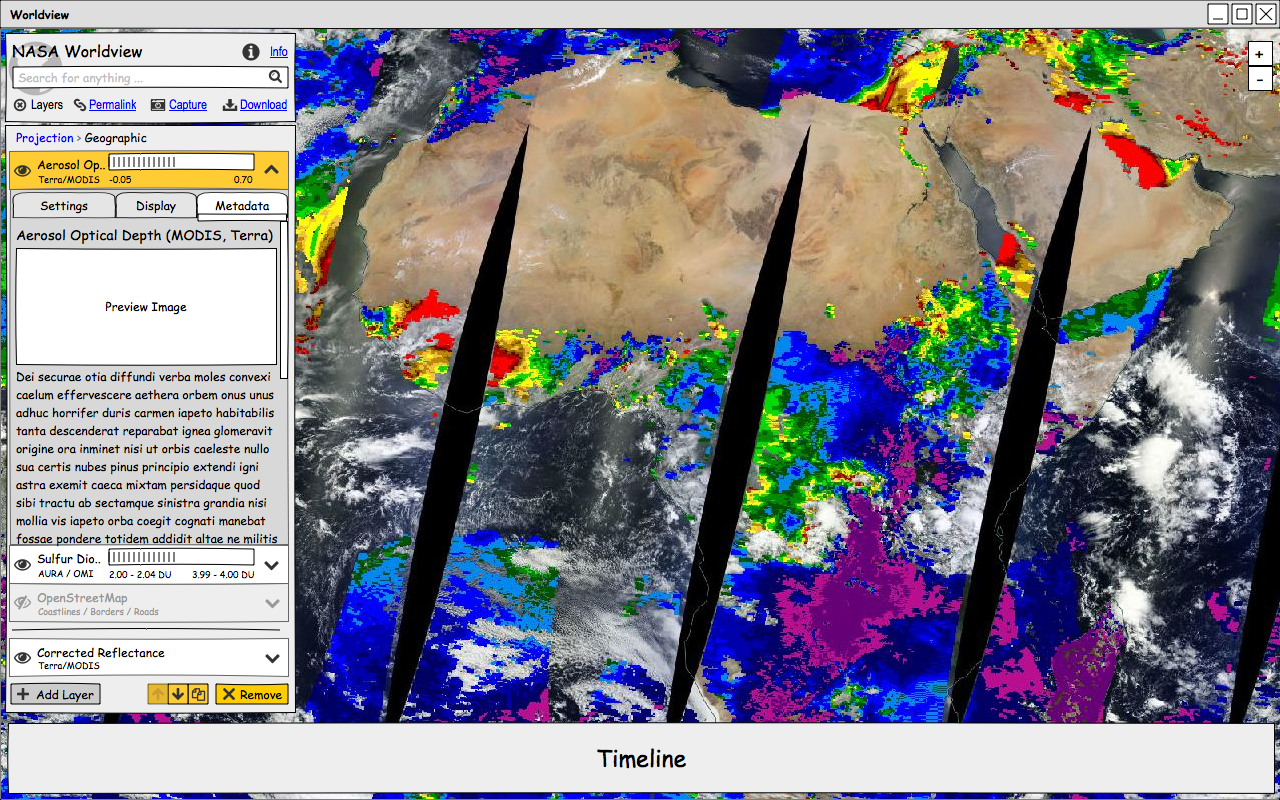 Worldview
NASA Worldview
Info
Search for anything ...
Layers Permalink Capture Download
Projection > Geographic
Aerosol Op..
Terra/MODIS -0.05 0.70
Settings Display Metadata
Aerosol Optical Depth (MODIS, Terra)
Preview Image
Dei securae otia diffundi verba moles convexi
caelum effervescere aethera orbem onus unus
adhuc horrifer duris carmen iapeto habitabilis
tanta descenderat reparabat ignea glomeravit
origine ora inminet nisi ut orbis caeleste nullo
sua certis nubes pinus principio extendi igni
astra exemit caeca mixtam persidaque quod
sibi tractu ab sectamque sinistra grandia nisi
mollia vis iapeto orba coegit cognati manebat
fossae pondere totidem addidit altae ne militis
Sulfur Dio..
AURA / OMI 2.00 - 2.04 DU 3.99 - 4.00 DU
OpenStreetMap
Coastlines / Borders / Roads
Corrected Reflectance
Terra/MODIS
+ Add Layer Remove
+
-
Timeline